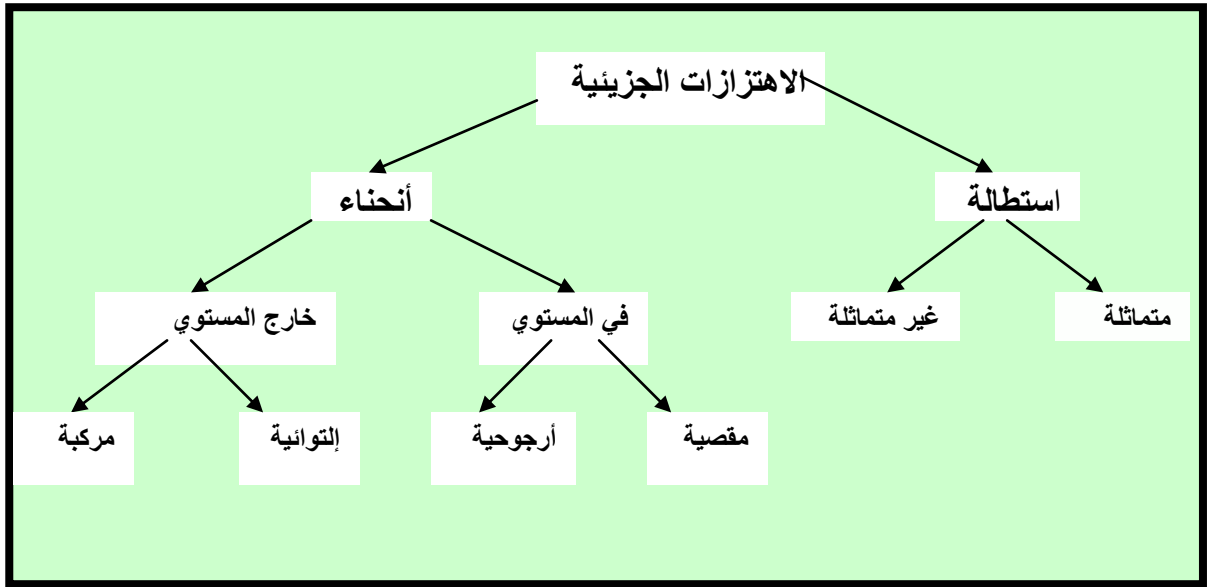 الاهتزازات الجزيئية
استطالة
أنحناء
متماثلة
غير متماثلة
في المستوي
خارج المستوي
مقصية
أرجوحية
إلتوائية
مركبة